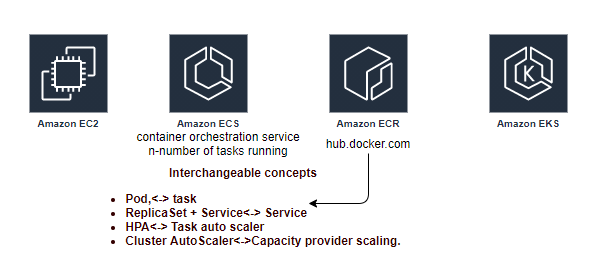 Amazon EC2
Amazon ECS
Amazon ECR
Amazon EKS
container orchestration service
n-number of tasks running
hub.docker.com
K
Interchangeable concepts
• Pod,<-> task
• ReplicaSet + Service<-> Service
• HPA<-> Task auto scaler
• Cluster AutoScaler<->Capacity provider scaling.